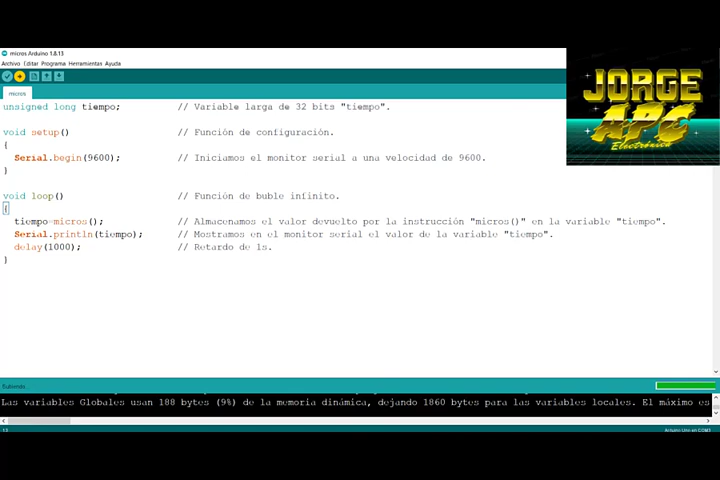 micros Arduino 1.8.13
Archivo Editar Programa Herramientas Ayuda
micros
JORGE
APC
Electrónica
unsigned long tiempo; // Variable larga de 32 bits "tiempo".
void setup() // Función de configuración.
{
Serial.begin(9600); // Iniciamos el monitor serial a una velocidad de 9600.
}
void loop() // Función de buble infinito.
{
tiempo=micros(); // Almacenamos el valor devuelto por la instrucción "micros()" en la variable "tiempo".
Serial.println(tiempo); // Mostramos en el monitor serial el valor de la variable "tiempo".
delay(1000); // Retardo de 1s.
}
Subiendo...
Las variables Globales usan 188 bytes (9%) de la memoria dinámica, dejando 1860 bytes para las variables locales. El máximo es
13
Arduino Uno en COM3